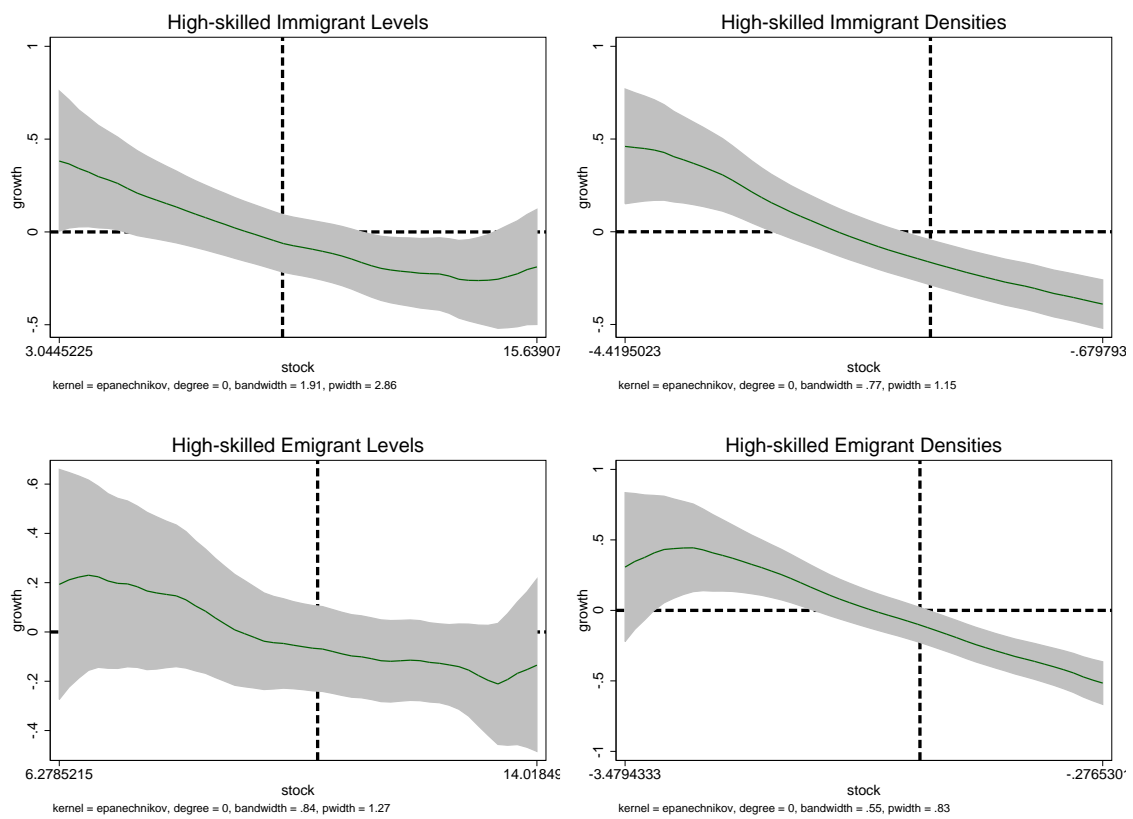 High-skilled Immigrant Levels
1
.5
0
-.5
growth
3.0445225
15.63907
stock
kernel = epanechnikov, degree = 0, bandwidth = 1.91, pwidth = 2.86
High-skilled Immigrant Densities
1
.5
0
-.5
growth
-4.4195023
-.679793
stock
kernel = epanechnikov, degree = 0, bandwidth = .77, pwidth = 1.15
High-skilled Emigrant Levels
.6
.4
.2
0
-.2
-.4
growth
6.2785215
14.01849
stock
kernel = epanechnikov, degree = 0, bandwidth = .84, pwidth = 1.27
High-skilled Emigrant Densities
1
.5
0
-.5
-1
growth
-3.4794333
-.2765301
stock
kernel = epanechnikov, degree = 0, bandwidth = .55, pwidth = .83